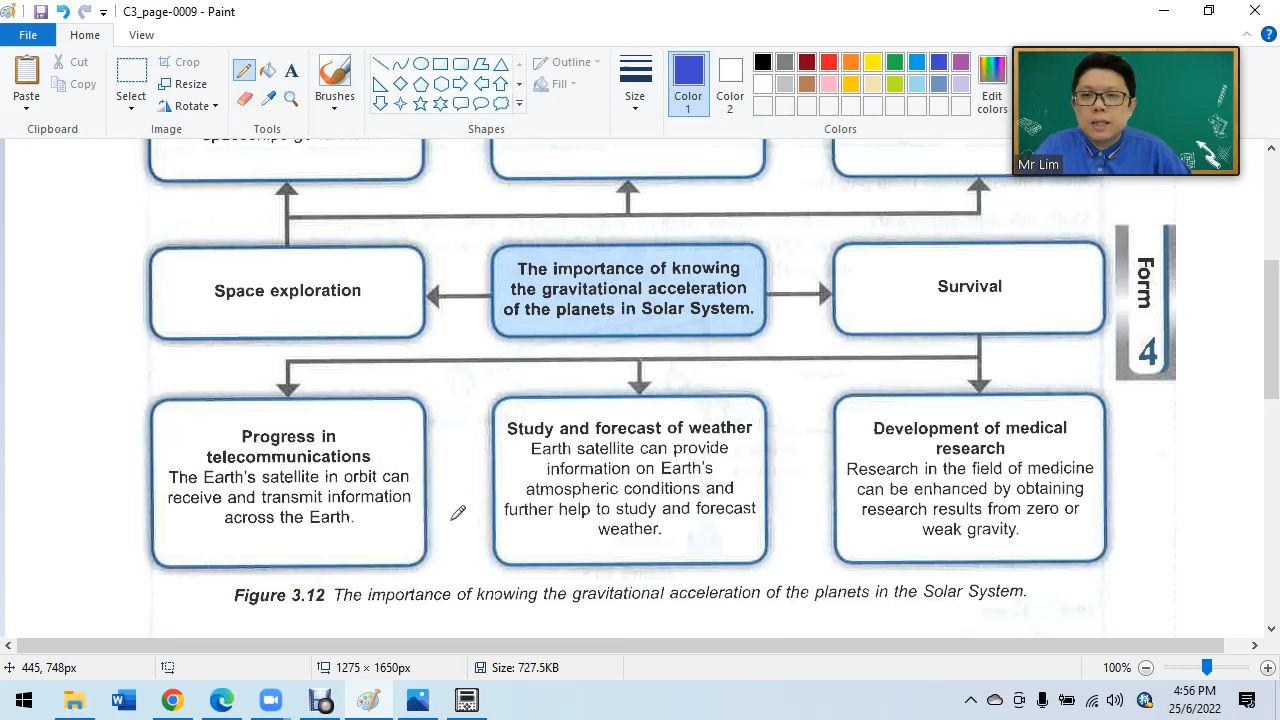 C3_page-0009 - Paint
File
Home
View
Paste
Cut
Copy
Clipboard
Select
Crop
Resize
Rotate
Image
A
Tools
Brushes
Shapes
Outline
Fill
Size
Color 1
Color 2
Edit colors
Colors
Mr Lim
Space exploration
The importance of knowing
the gravitational acceleration
of the planets in Solar System.
Survival
Form 4
Progress in
telecommunications
The Earth's satellite in orbit can
receive and transmit information
across the Earth.
Study and forecast of weather
Earth satellite can provide
information on Earth's
atmospheric conditions and
further help to study and forecast
weather.
Development of medical
research
Research in the field of medicine
can be enhanced by obtaining
research results from zero or
weak gravity.
Figure 3.12 The importance of knowing the gravitational acceleration of the planets in the Solar System.
445, 748px
1275 × 1650px
Size: 727.5KB
100%
4:56 PM
25/6/2022